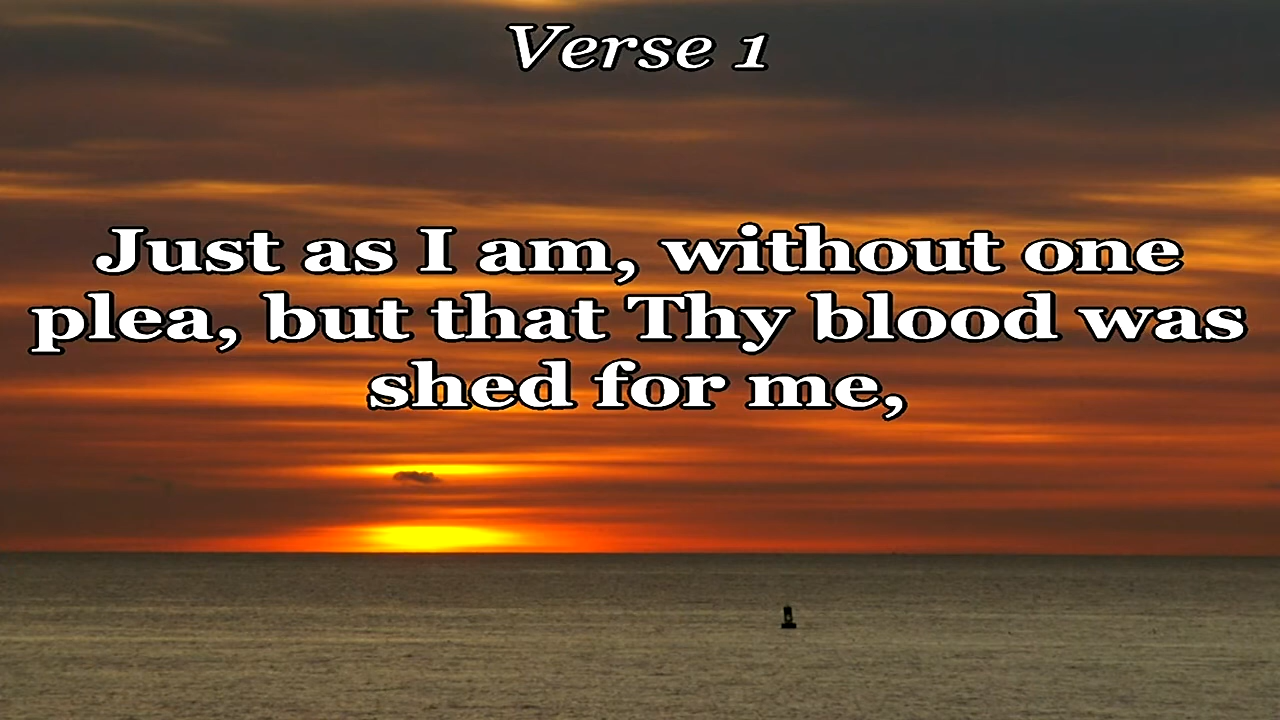 Verse 1
Just as I am, without one
plea, but that Thy blood was
shed for me,